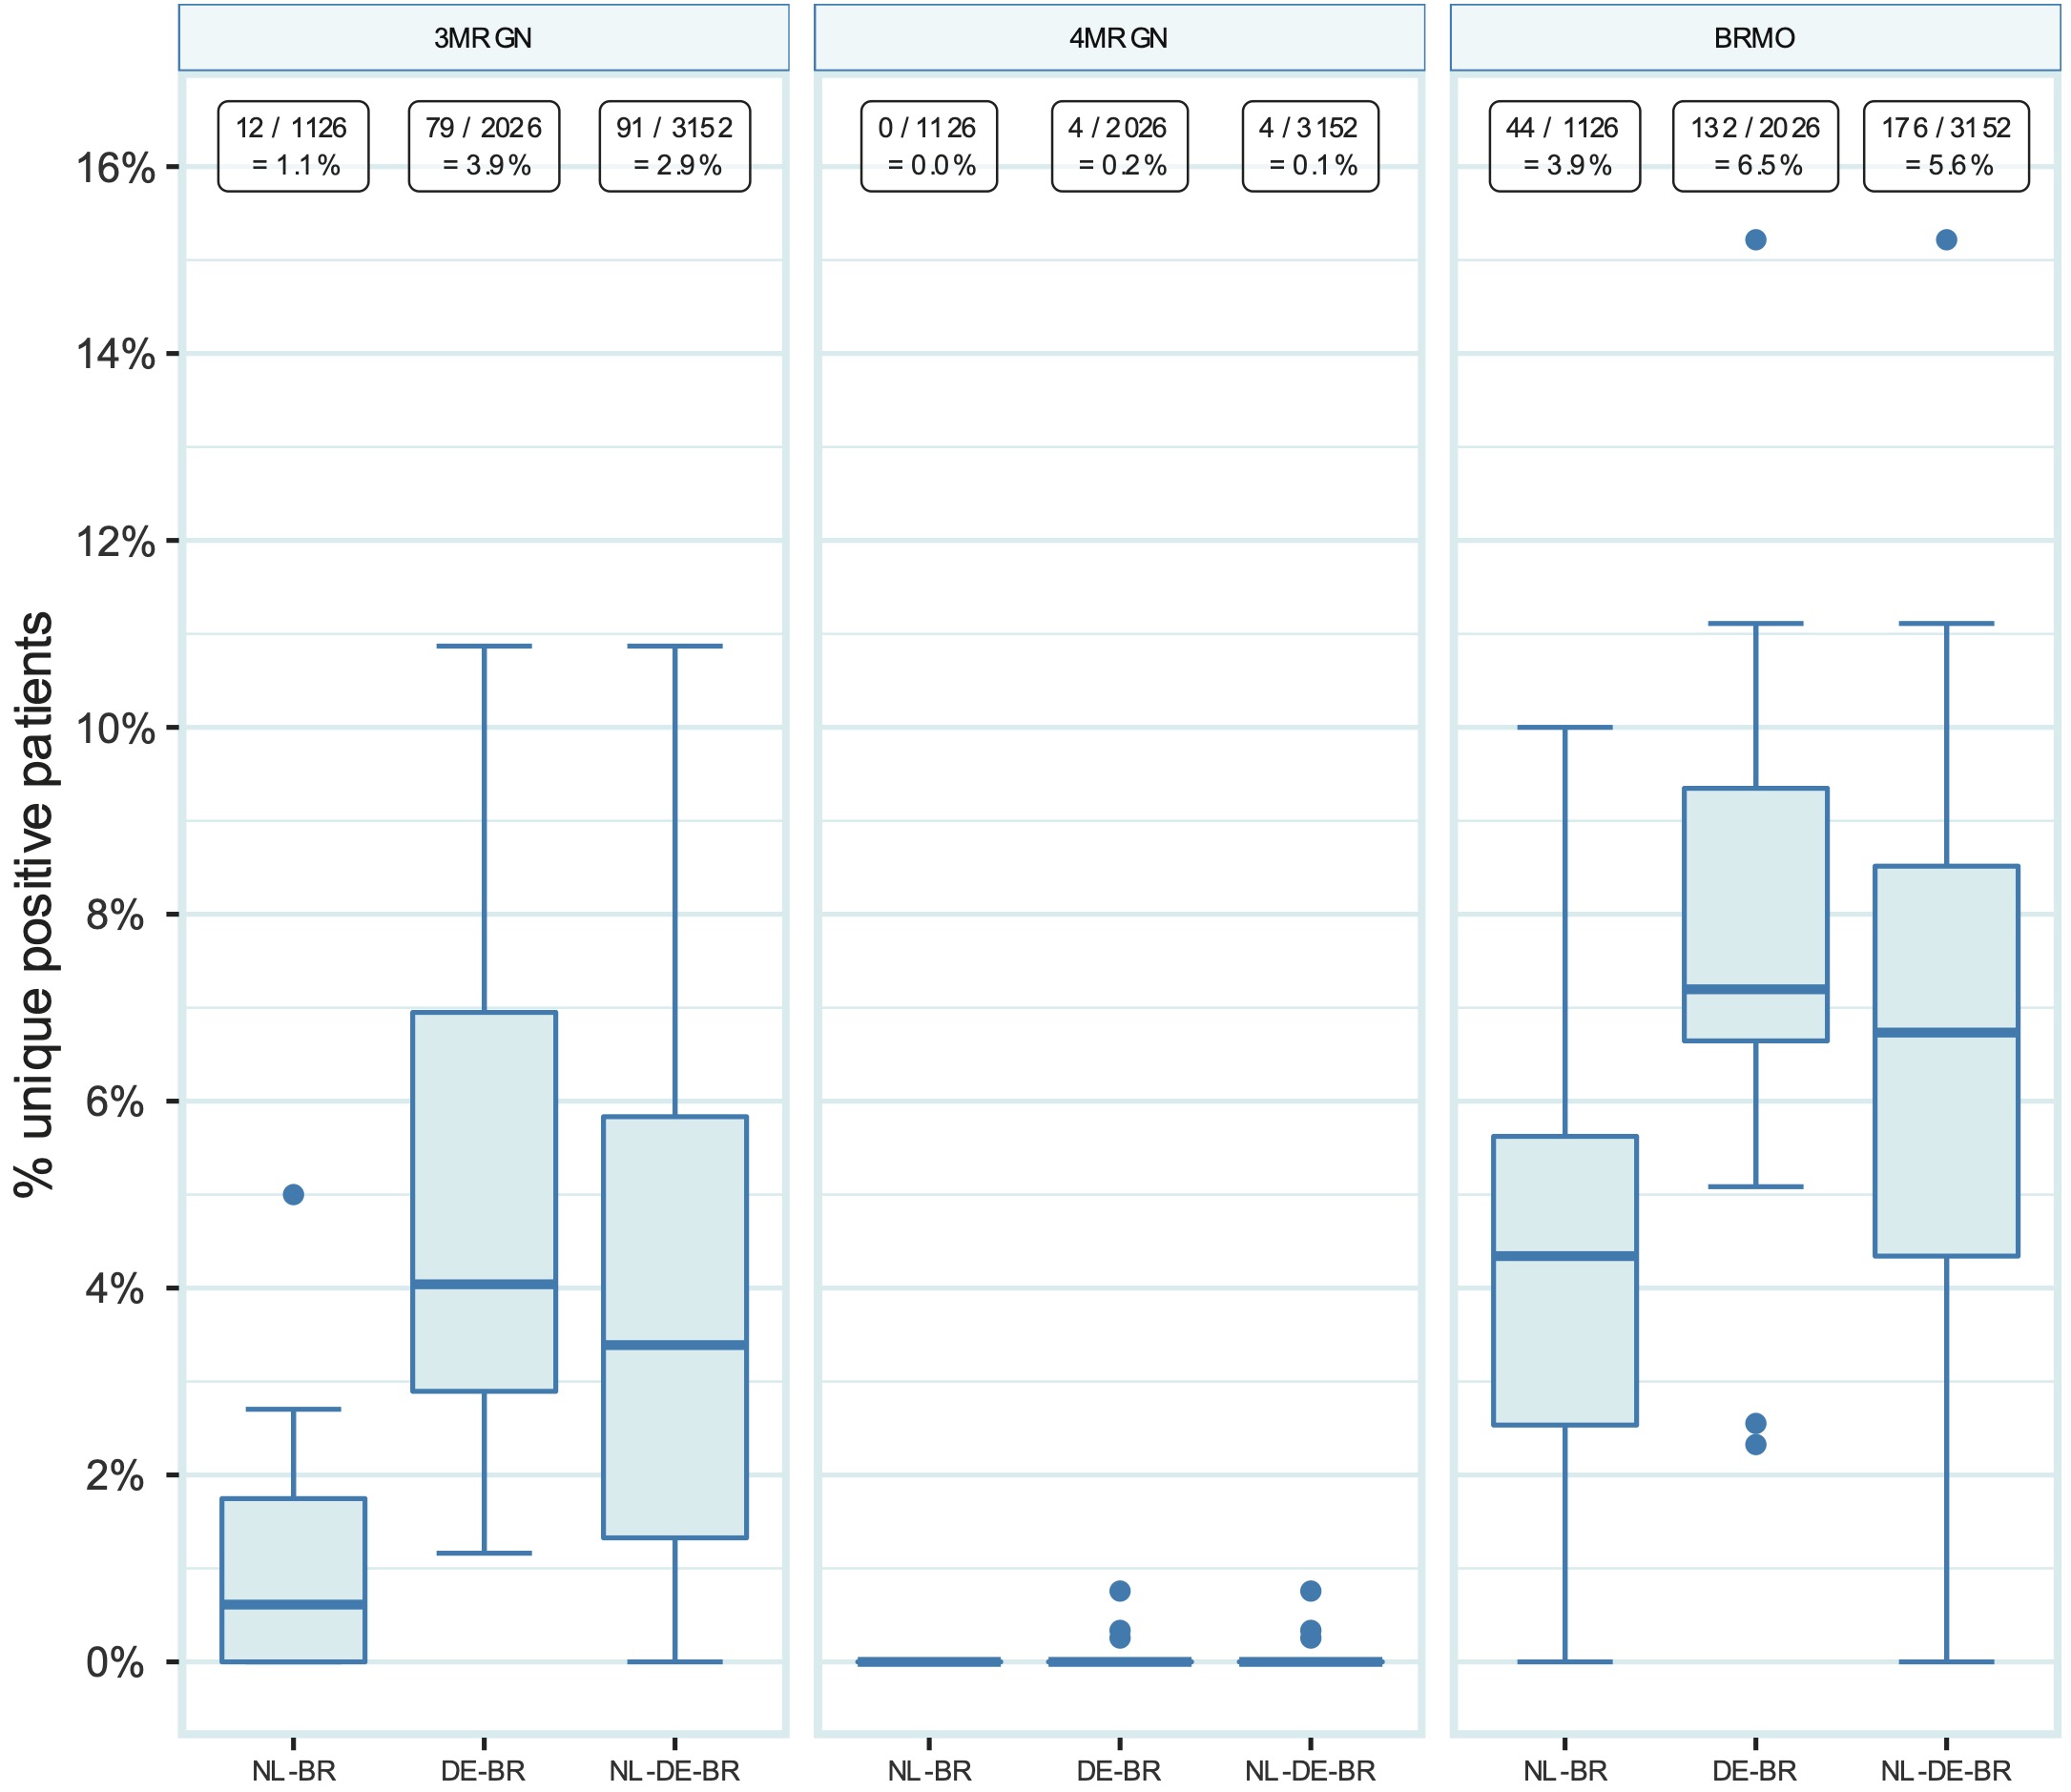 3MRGN
4MRGN
BRMO
12 / 1126
= 1.1%
79 / 2026
= 3.9%
91 / 3152
= 2.9%
0 / 1126
= 0.0%
4 / 2026
= 0.2%
4 / 3152
= 0.1%
44 / 1126
= 3.9%
132 / 2026
= 6.5%
176 / 3152
= 5.6%
% unique positive patients
16%
14%
12%
10%
8%
6%
4%
2%
0%
NL-BR
DE-BR
NL-DE-BR
NL-BR
DE-BR
NL-DE-BR
NL-BR
DE-BR
NL-DE-BR